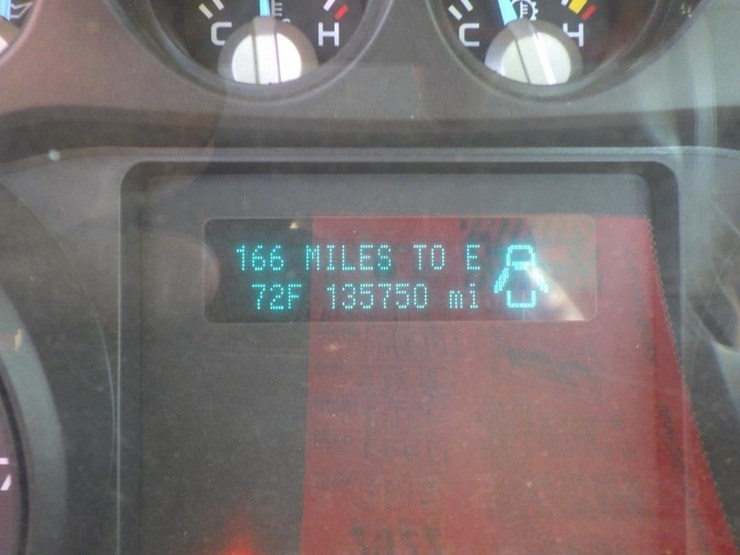 C H C H
166 MILES TO E
72F 135750 mi